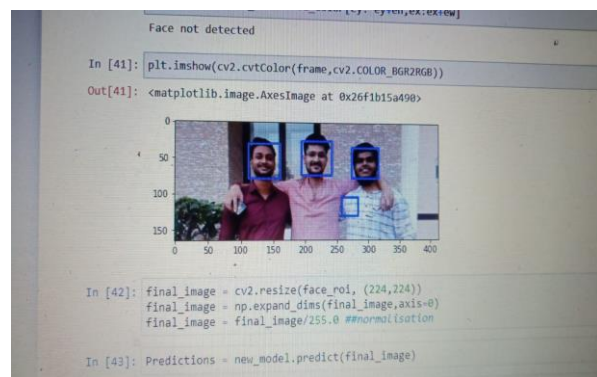 Face not detected
In [41]: plt.imshow(cv2.cvtColor(frame,cv2.COLOR_BGR2RGB))
Out[41]: <matplotlib.image.AxesImage at 0x26f1b15a490>
0
50
100
150
0 50 100 150 200 250 300 350 400
In [42]: final_image = cv2.resize(face_roi, (224,224))
final_image = np.expand_dims(final_image,axis=0)
final_image = final_image/255.0 ##normalisation
In [43]: Predictions = new_model.predict(final_image)